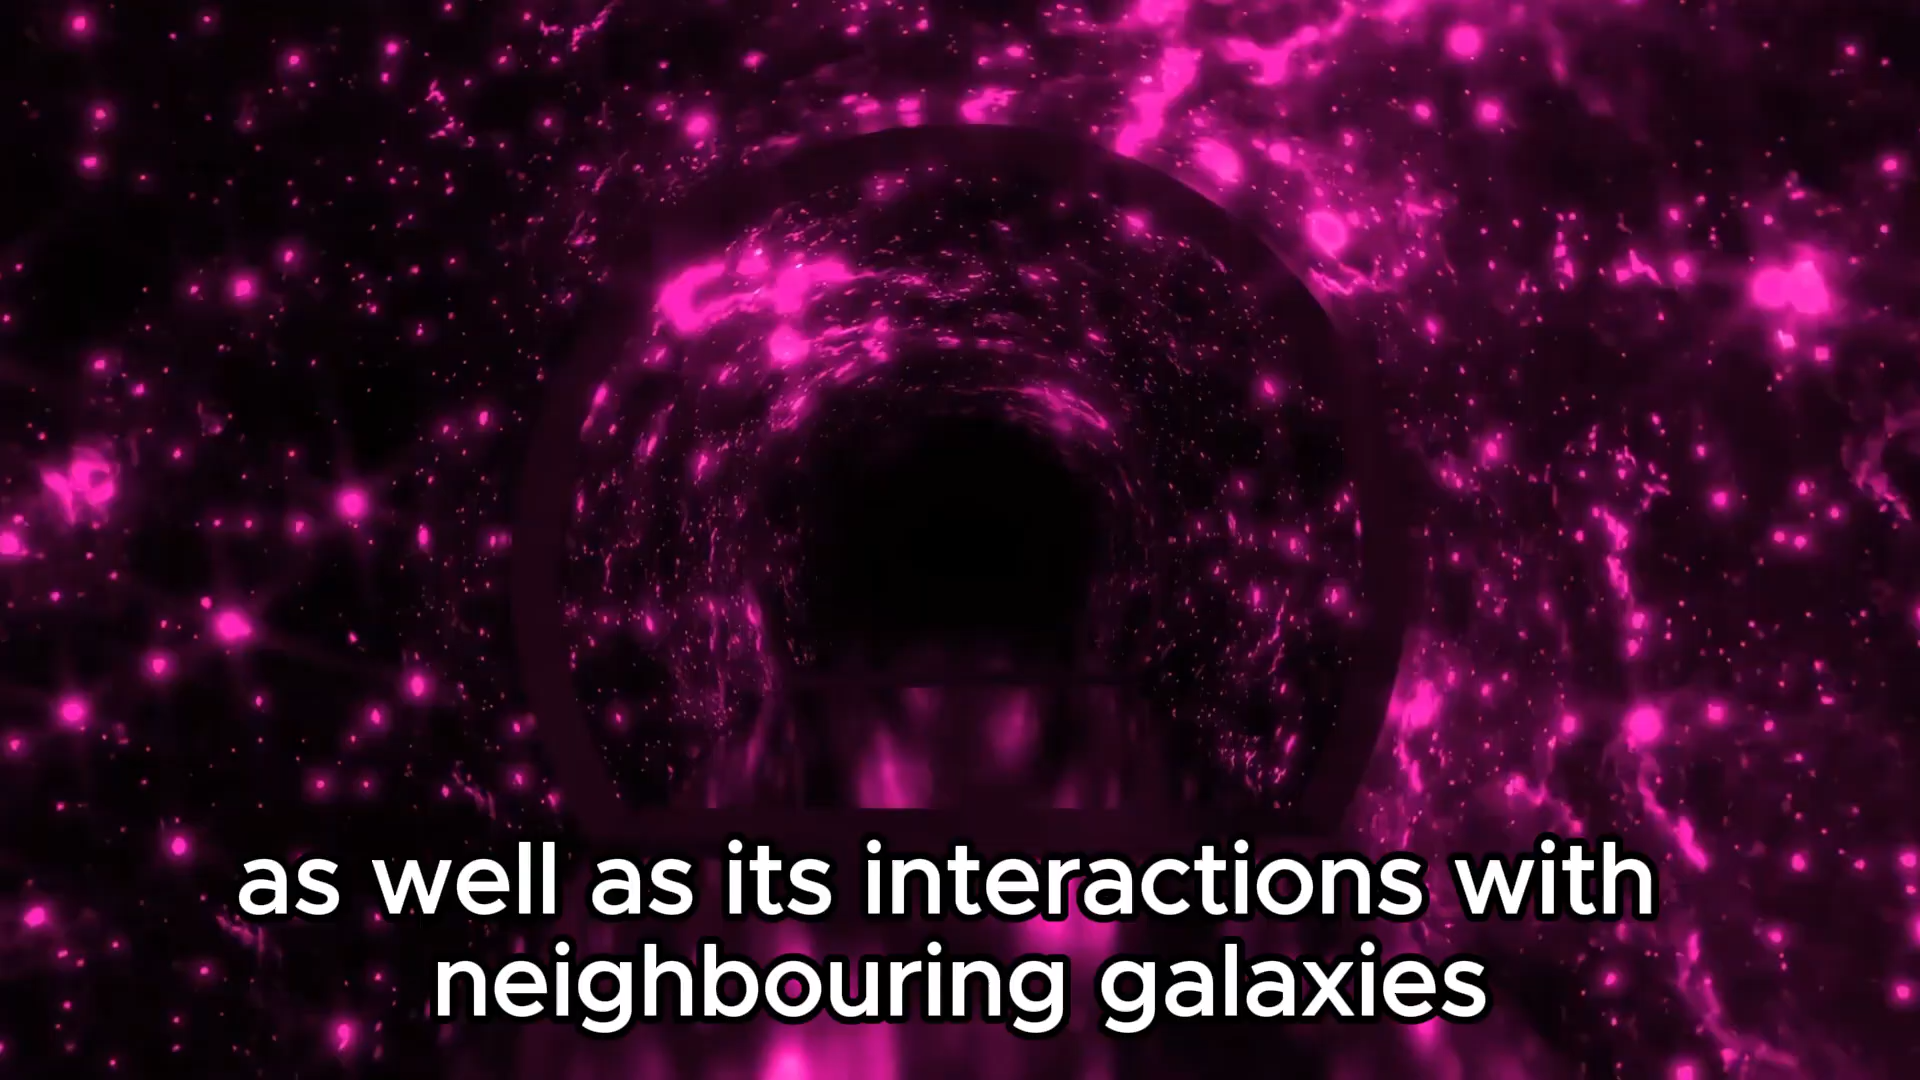 as well as its interactions with
neighbouring galaxies